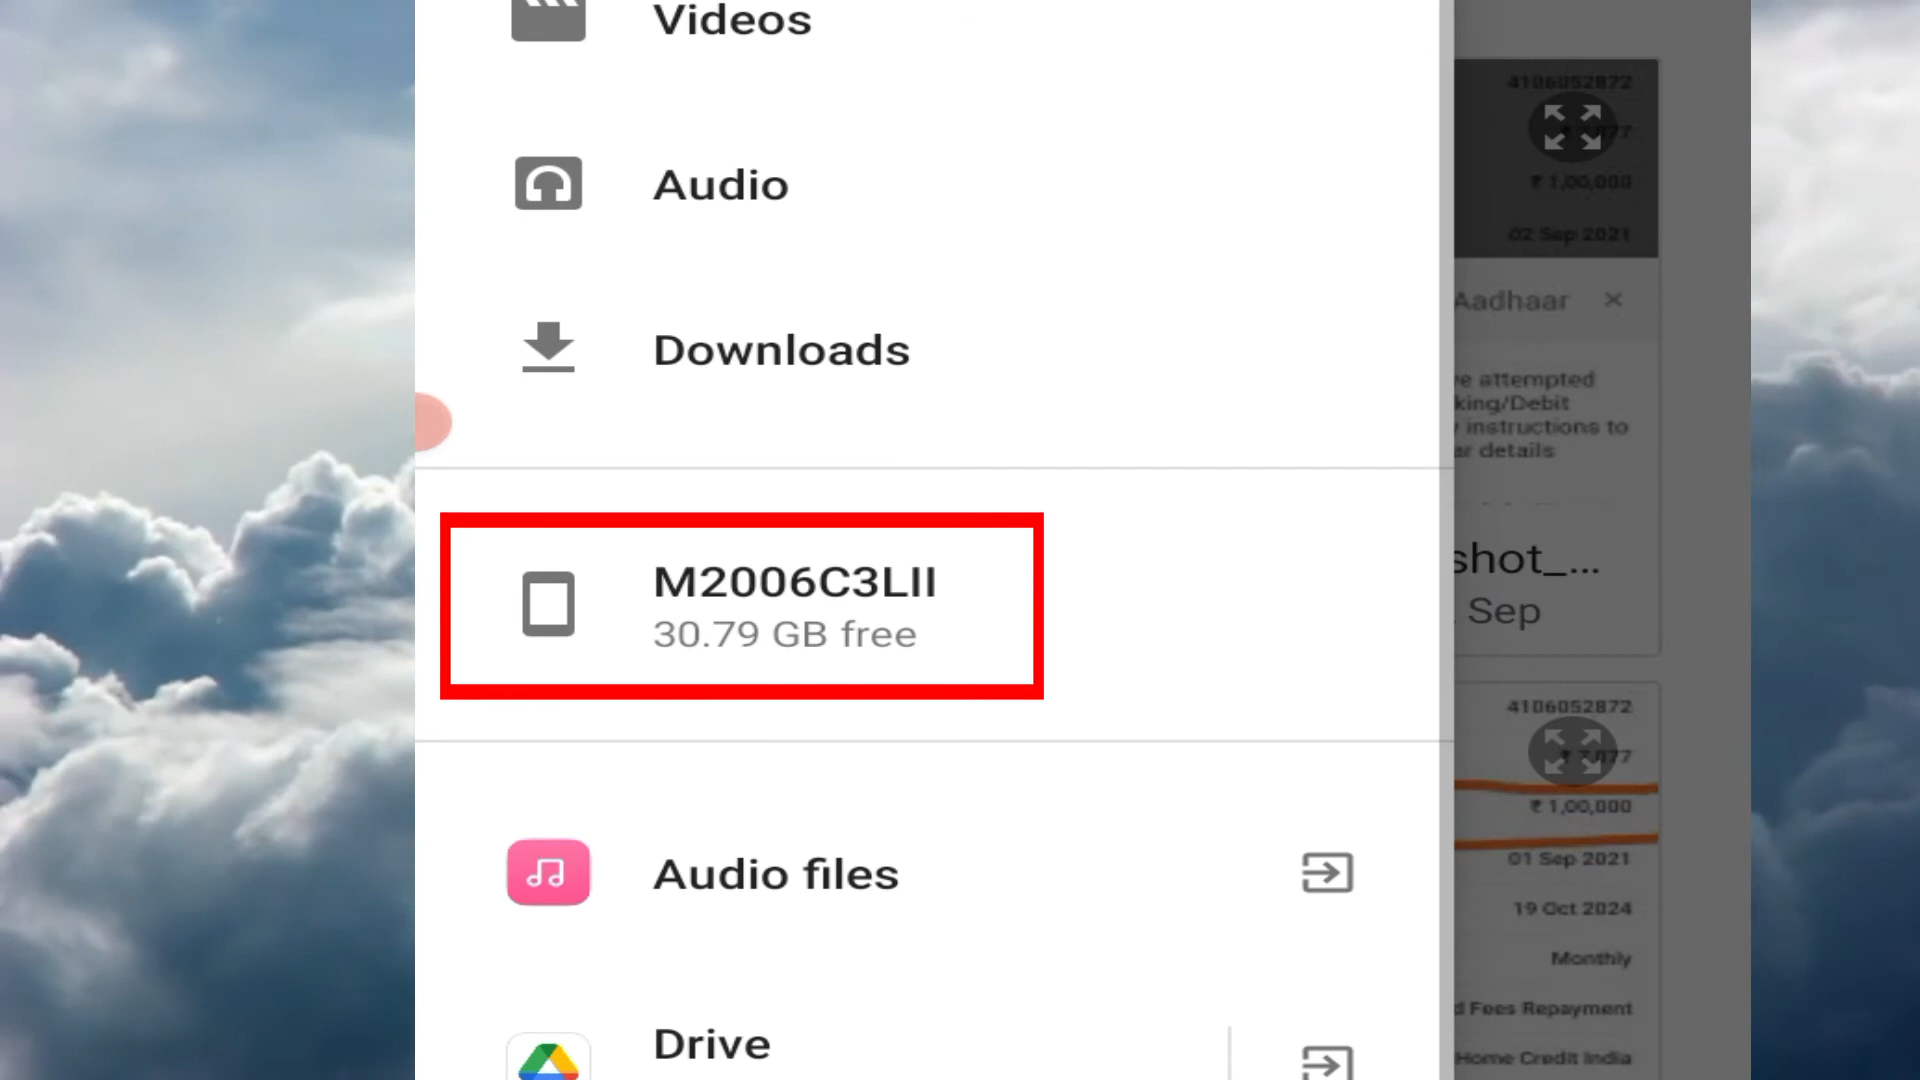 Videos
Audio
Downloads
M2006C3LII
30.79 GB free
Audio files
Drive
4106052872
₹ 1,00,000
02 Sep 2021
Aadhaar ×
attempted
king/Debit
instructions to
details
shot_...
Sep
4106052872
₹ 7,077
₹ 1,00,000
01 Sep 2021
19 Oct 2024
Monthly
Fees Repayment
Home Credit India